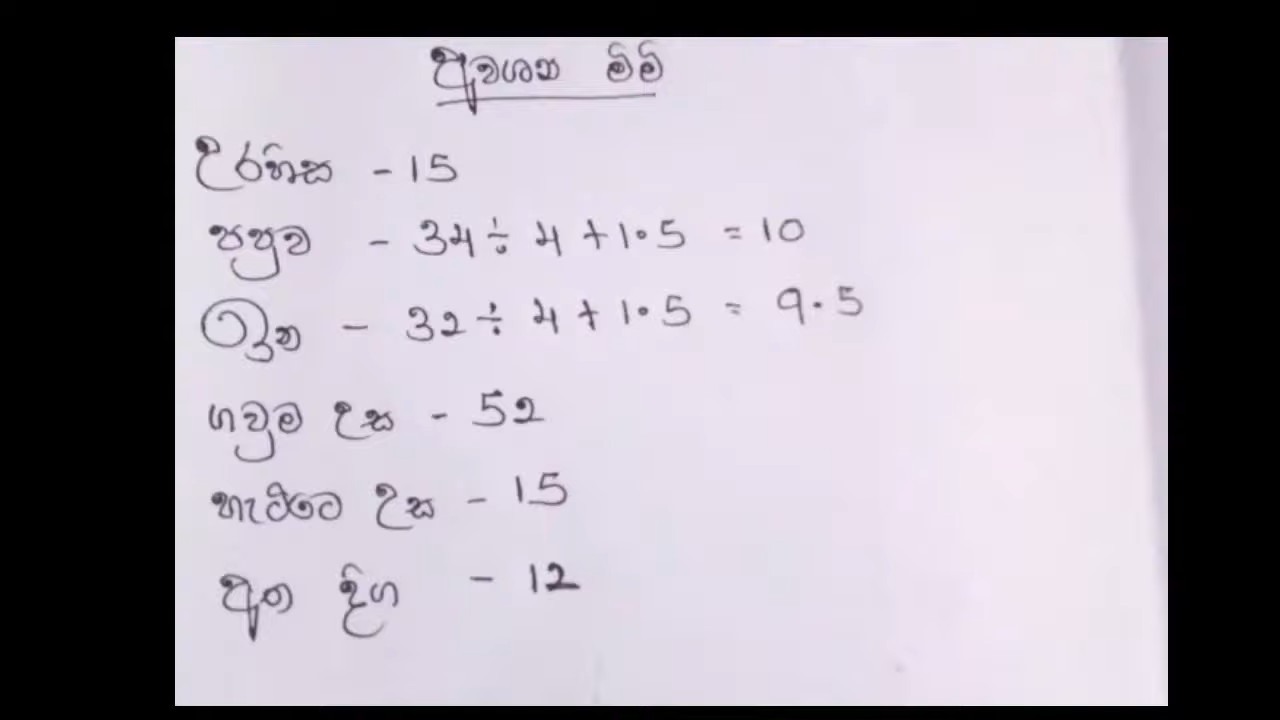 අවශ්‍ය මිම්
උරහිස - 15
පපුව - 34 ÷ 4 + 1.5 = 10
ඉන - 32 ÷ 4 + 1.5 = 9.5
ගවුම උස - 52
හැට්ටෙ උස - 15
අත දිග - 12